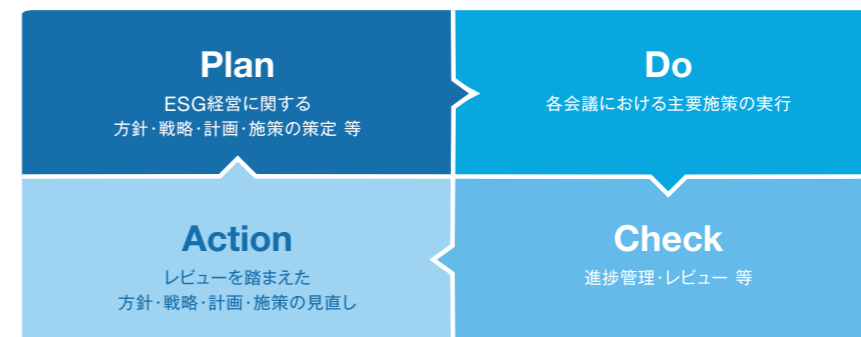 Plan
ESG経営に関する
方針・戦略・計画・施策の策定 等
Do
各会議における主要施策の実行
Action
レビューを踏まえた
方針・戦略・計画・施策の見直し
Check
進捗管理・レビュー 等